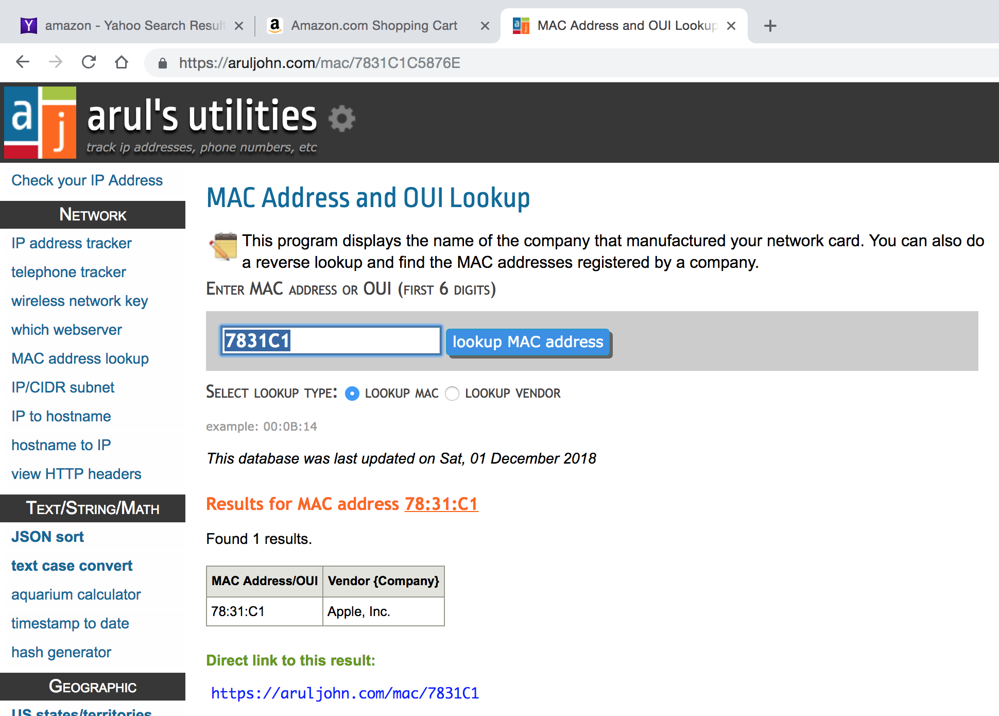 amazon - Yahoo Search Result
Amazon.com Shopping Cart
MAC Address and OUI Lookup
https://aruljohn.com/mac/7831C1C5876E
aj
arul's utilities
track ip addresses, phone numbers, etc
Check your IP Address
NETWORK
IP address tracker
telephone tracker
wireless network key
which webserver
MAC address lookup
IP/CIDR subnet
IP to hostname
hostname to IP
view HTTP headers
TEXT/STRING/MATH
JSON sort
text case convert
aquarium calculator
timestamp to date
hash generator
GEOGRAPHIC
US states/territories
MAC Address and OUI Lookup
This program displays the name of the company that manufactured your network card. You can also do
a reverse lookup and find the MAC addresses registered by a company.
ENTER MAC ADDRESS OR OUI (FIRST 6 DIGITS)
7831C1
lookup MAC address
SELECT LOOKUP TYPE: LOOKUP MAC LOOKUP VENDOR
example: 00:0B:14
This database was last updated on Sat, 01 December 2018
Results for MAC address 78:31:C1
Found 1 results.
MAC Address/OUI Vendor {Company}
78:31:C1 Apple, Inc.
Direct link to this result:
https://aruljohn.com/mac/7831C1